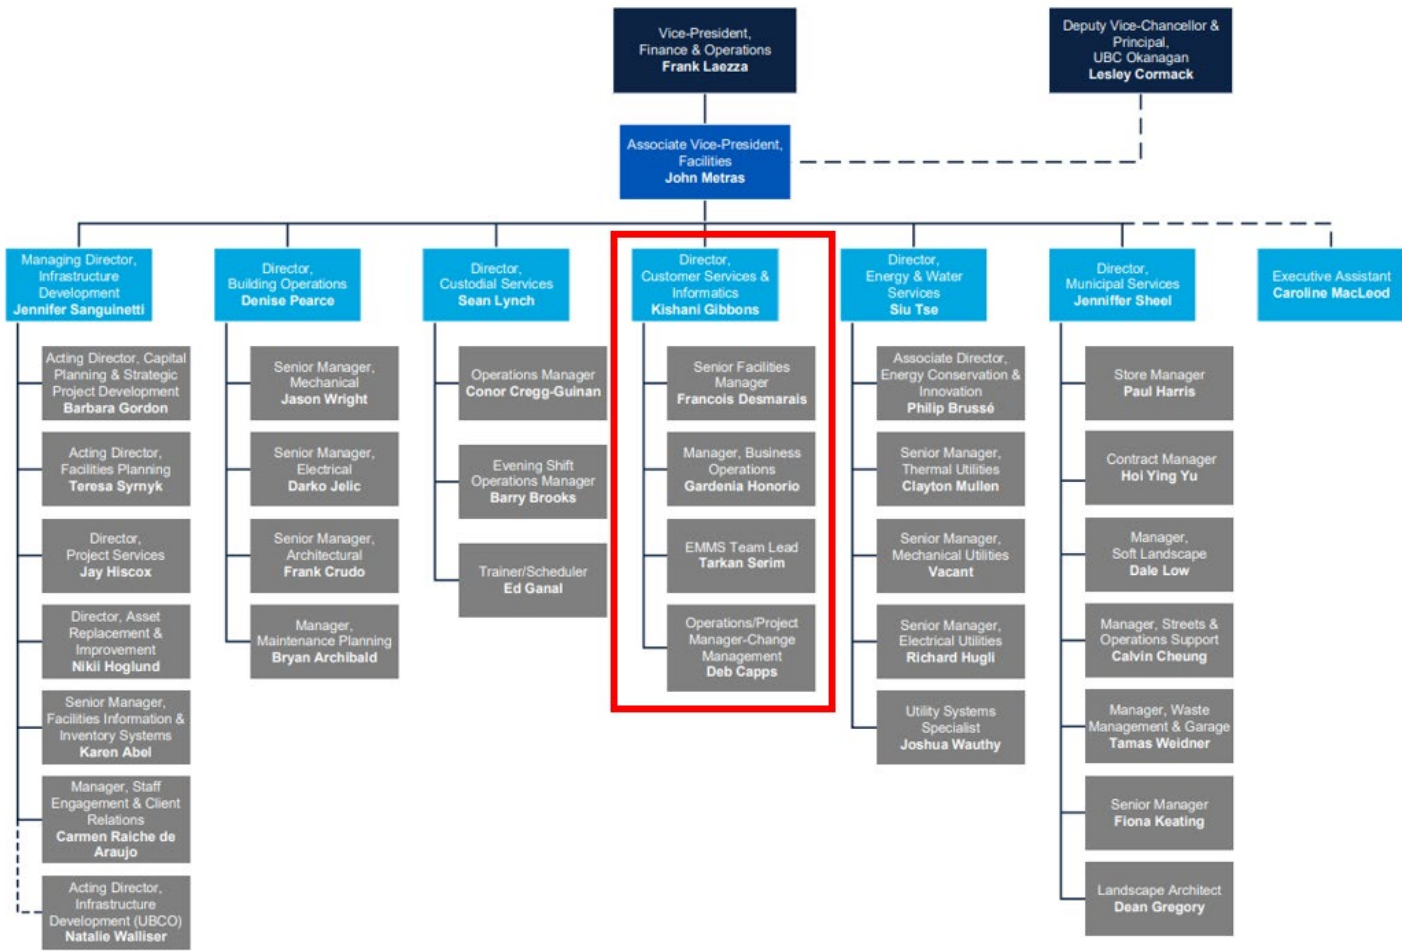 Vice-President,
Finance & Operations
Frank Laezza
Deputy Vice-Chancellor &
Principal,
UBC Okanagan
Lesley Cormack
Associate Vice-President,
Facilities
John Metras
Managing Director,
Infrastructure
Development
Jennifer Sanguinetti
Director,
Building Operations
Denise Pearce
Director,
Custodial Services
Sean Lynch
Director,
Customer Services &
Informatics
Kishani Gibbons
Director,
Energy & Water
Services
Siu Tse
Director,
Municipal Services
Jenniffer Sheel
Executive Assistant
Caroline MacLeod
Acting Director, Capital
Planning & Strategic
Project Development
Barbara Gordon
Acting Director,
Facilities Planning
Teresa Syrnyk
Director,
Project Services
Jay Hiscox
Director, Asset
Replacement &
Improvement
Nikii Hoglund
Senior Manager,
Facilities Information &
Inventory Systems
Karen Abel
Manager, Staff
Engagement & Client
Relations
Carmen Raiche de
Araujo
Acting Director,
Infrastructure
Development (UBCO)
Natalie Walliser
Senior Manager,
Mechanical
Jason Wright
Senior Manager,
Electrical
Darko Jelic
Senior Manager,
Architectural
Frank Crudo
Manager,
Maintenance Planning
Bryan Archibald
Operations Manager
Conor Cregg-Guinan
Evening Shift
Operations Manager
Barry Brooks
Trainer/Scheduler
Ed Ganal
Senior Facilities
Manager
Francois Desmarais
Manager, Business
Operations
Gardenia Honorio
EMMS Team Lead
Tarkan Serim
Operations/Project
Manager-Change
Management
Deb Capps
Associate Director,
Energy Conservation &
Innovation
Philip Brussé
Senior Manager,
Thermal Utilities
Clayton Mullen
Senior Manager,
Mechanical Utilities
Vacant
Senior Manager,
Electrical Utilities
Richard Hugli
Utility Systems
Specialist
Joshua Wauthy
Store Manager
Paul Harris
Contract Manager
Hoi Ying Yu
Manager,
Soft Landscape
Dale Low
Manager, Streets &
Operations Support
Calvin Cheung
Manager, Waste
Management & Garage
Tamas Weidner
Senior Manager
Fiona Keating
Landscape Architect
Dean Gregory